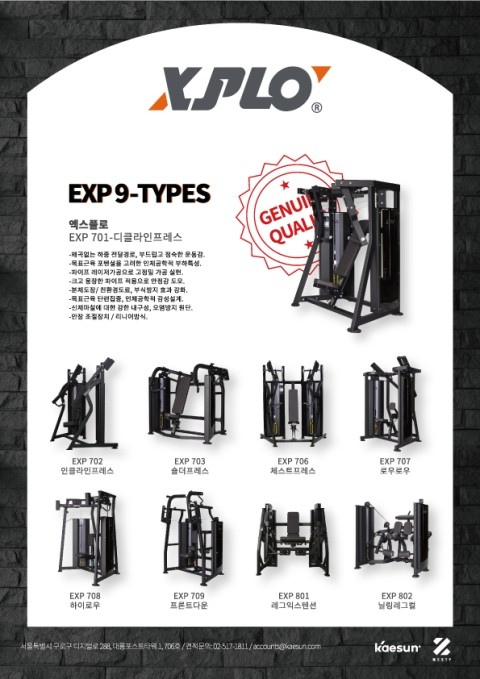 XPLO®
EXP 9-TYPES
GENUINE
QUALITY
엑스플로
EXP 701-디클라인프레스
-왜곡없는 하중 전달경로, 부드럽고 정숙한 운동감.
-목표근육 포텐셜을 고려한 인체공학적 부하특성.
-파이프 레이저가공으로 고정밀 가공 실현.
-크고 웅장한 파이프 적용으로 안정감 도모.
-분체도장/ 친환경도료, 부식방지 효과 강화.
-목표근육 단련집중, 인체공학적 감성설계.
-신체마찰에 대한 강한 내구성, 오염방지 원단.
-안장 조절장치 / 리니어방식.
EXP 702
인클라인프레스
EXP 703
숄더프레스
EXP 706
체스트프레스
EXP 707
로우로우
EXP 708
하이로우
EXP 709
프론트다운
EXP 801
레그익스텐션
EXP 802
닐링레그컬
서울특별시 구로구 디지털로 288, 대륭포스트타워 1, 706호 / 견적문의: 02-517-1811 / accounts@kaesun.com
kaesun
WEXTY